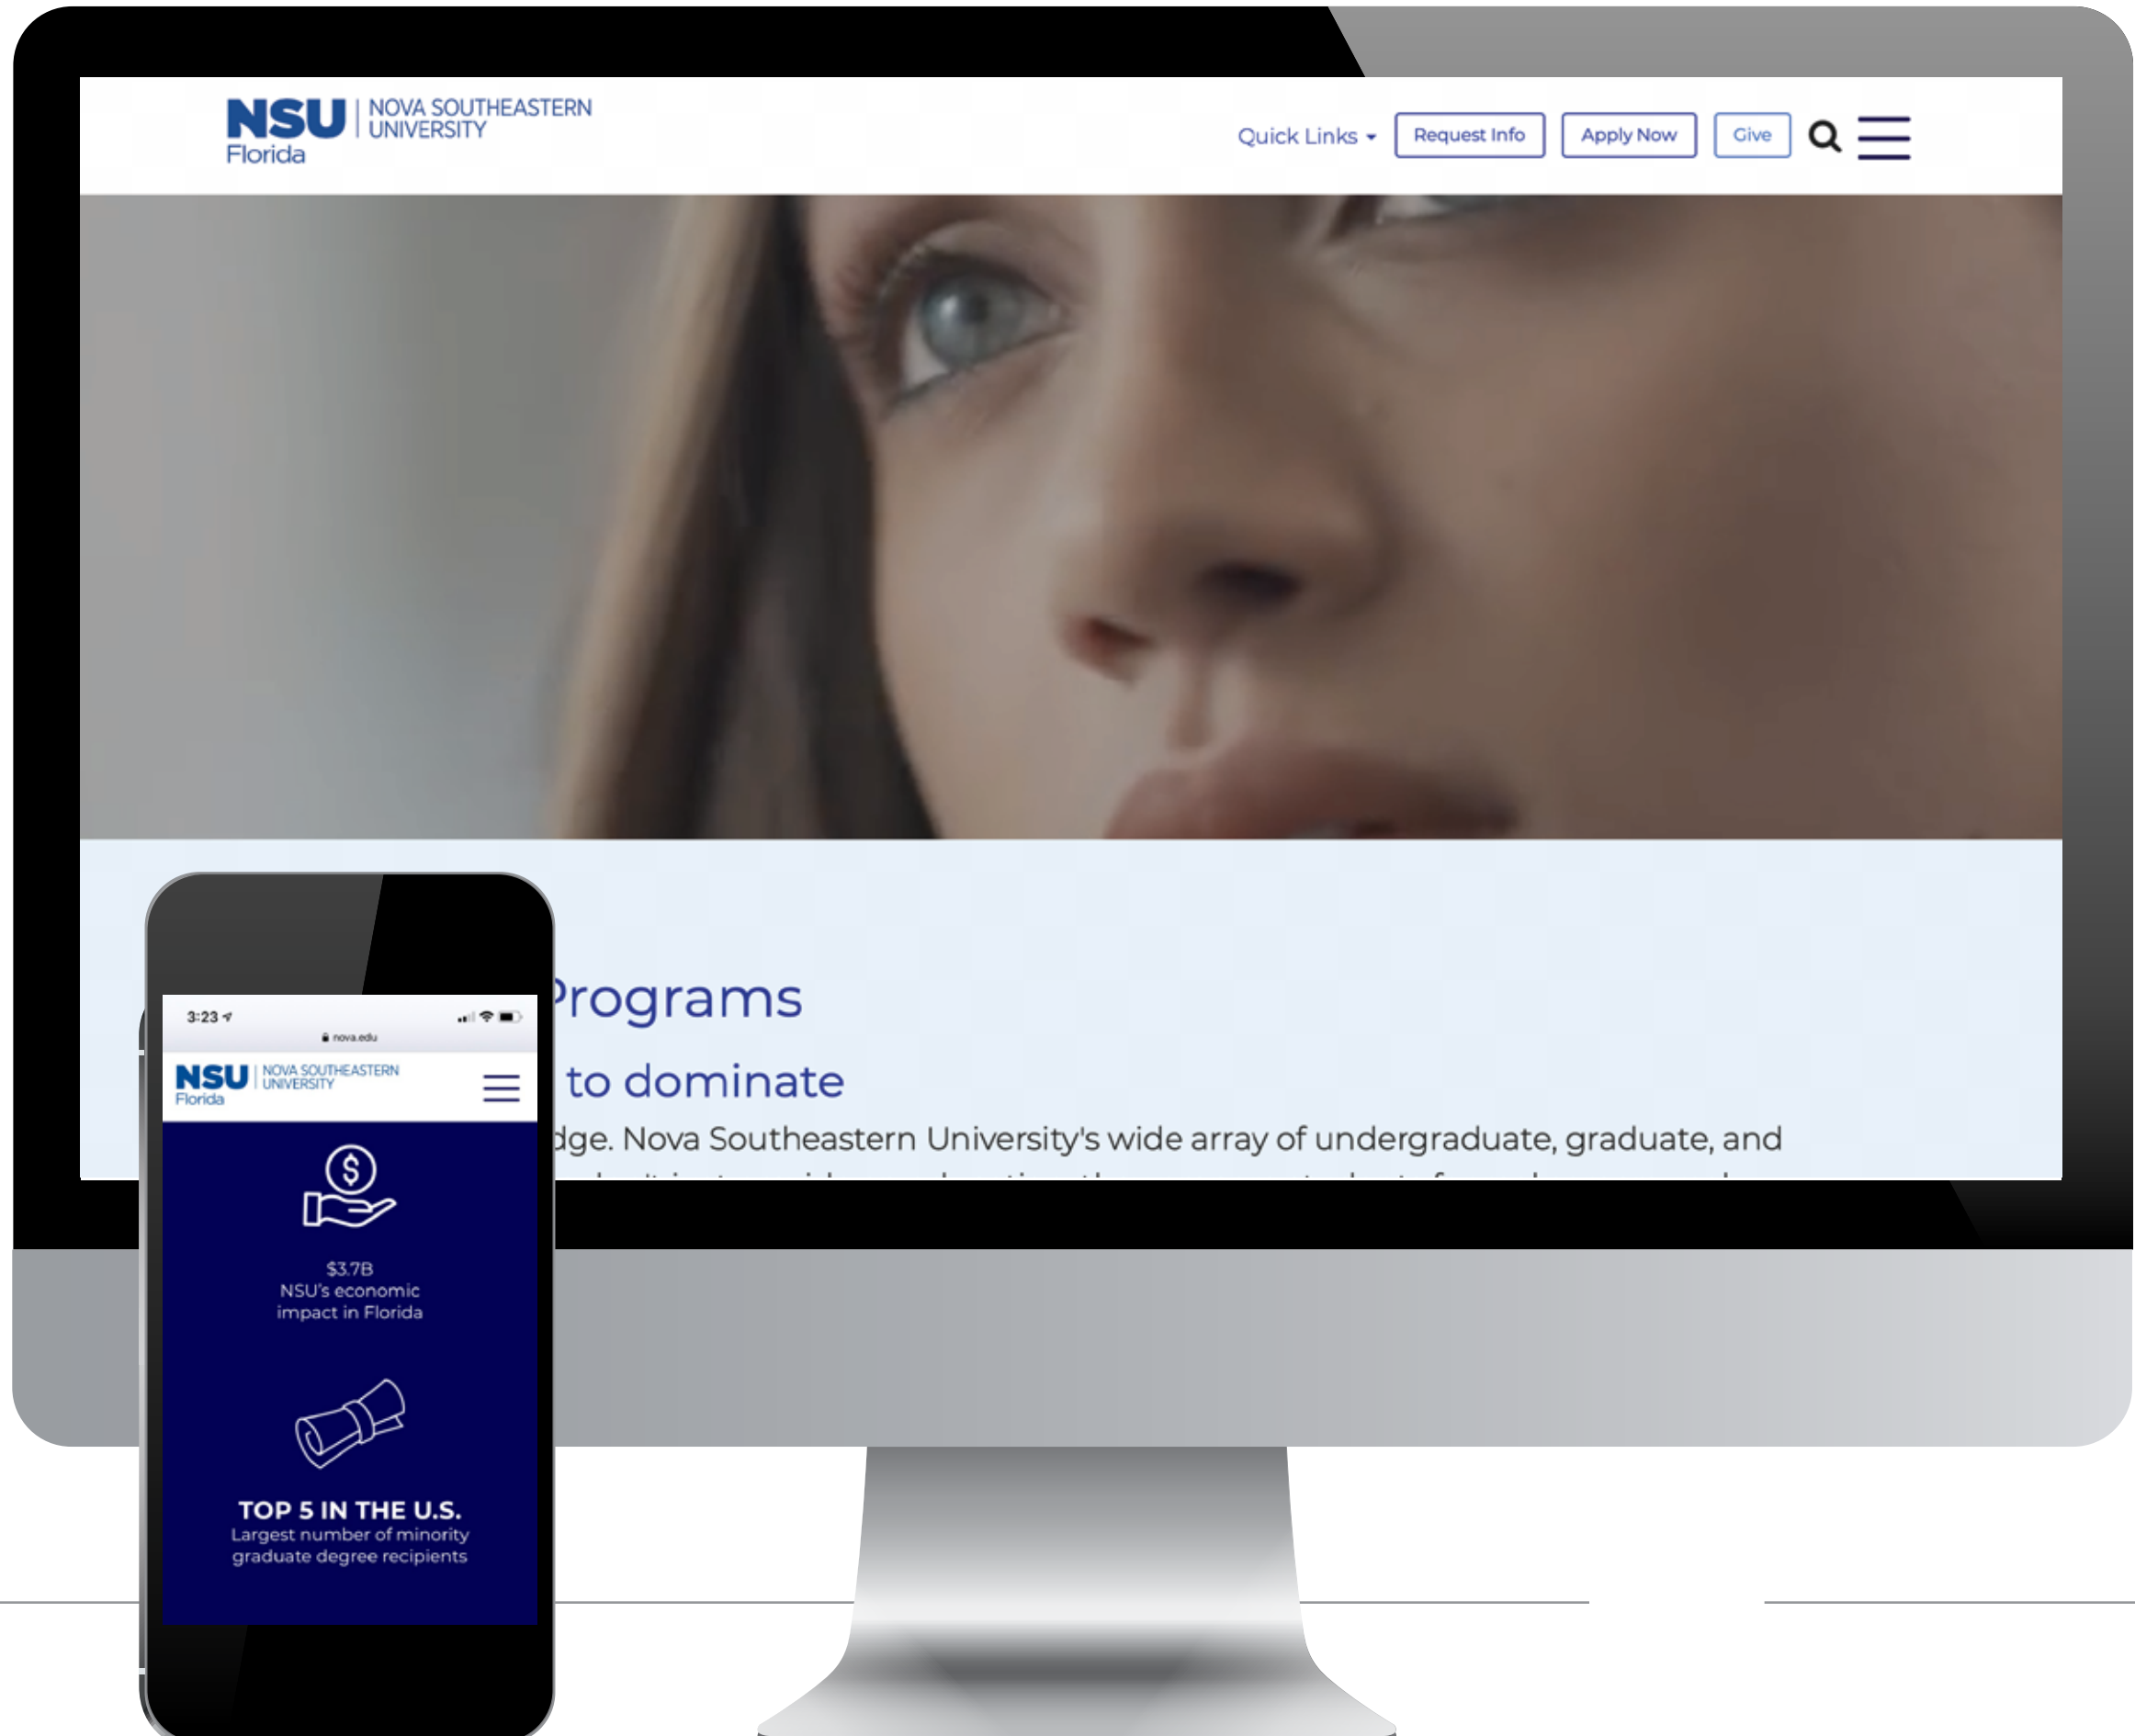 NSU NOVA SOUTHEASTERN
UNIVERSITY
Florida
Quick Links Request Info Apply Now Give
Programs
to dominate
Nova Southeastern University's wide array of undergraduate, graduate, and
3:23
nova.edu
NSU NOVA SOUTHEASTERN
UNIVERSITY
Florida
$
$3.7B
NSU's economic
impact in Florida
TOP 5 IN THE U.S.
Largest number of minority
graduate degree recipients